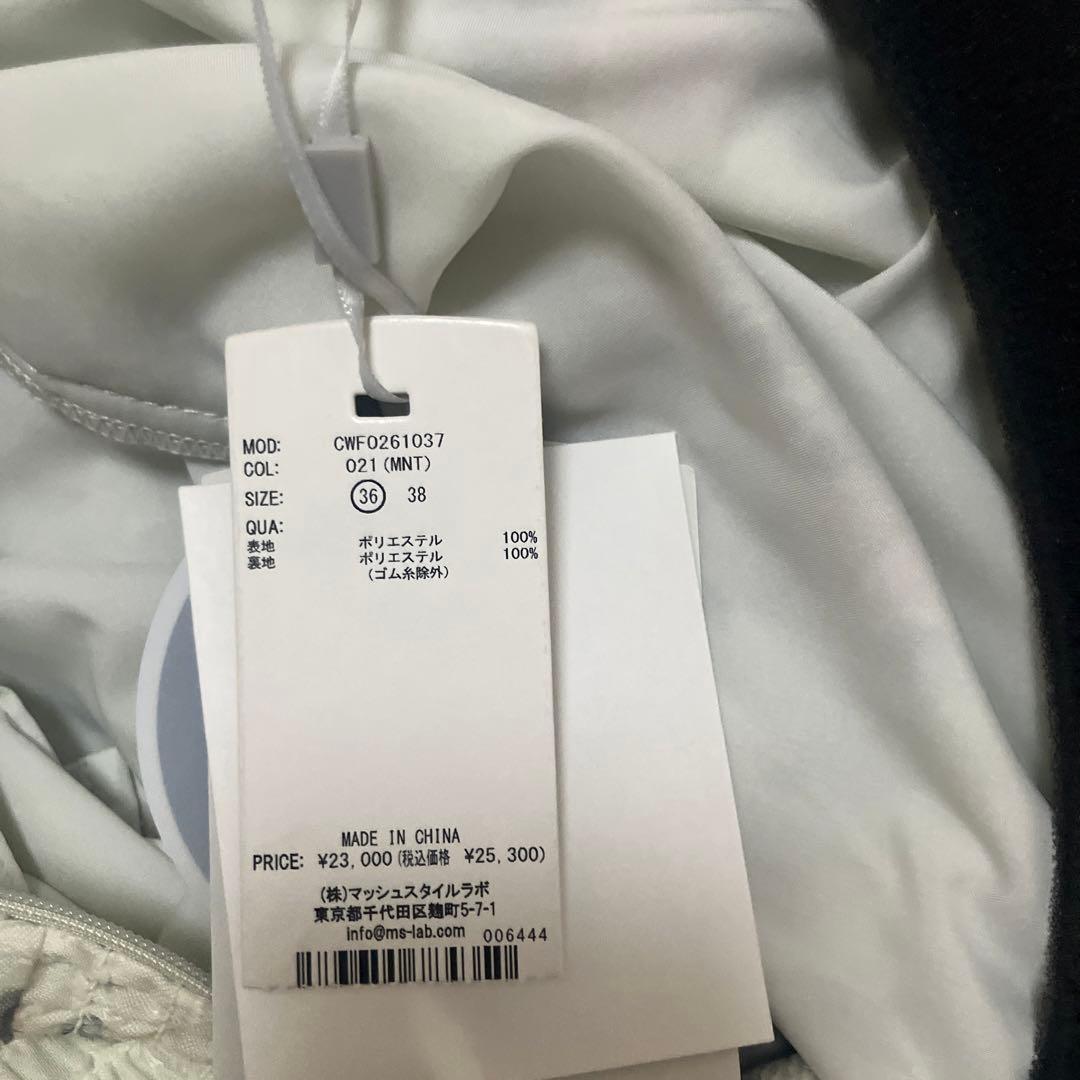 MOD: CWFO261037
COL: 021(MNT)
SIZE: 36 38
QUA:
表地 ポリエステル 100%
裏地 ポリエステル 100%
(ゴム糸除外)
MADE IN CHINA
PRICE: ¥23,000(税込価格 ¥25,300)
(株)マッシュスタイルラボ
東京都千代田区麹町5-7-1
info@ms-lab.com 006444